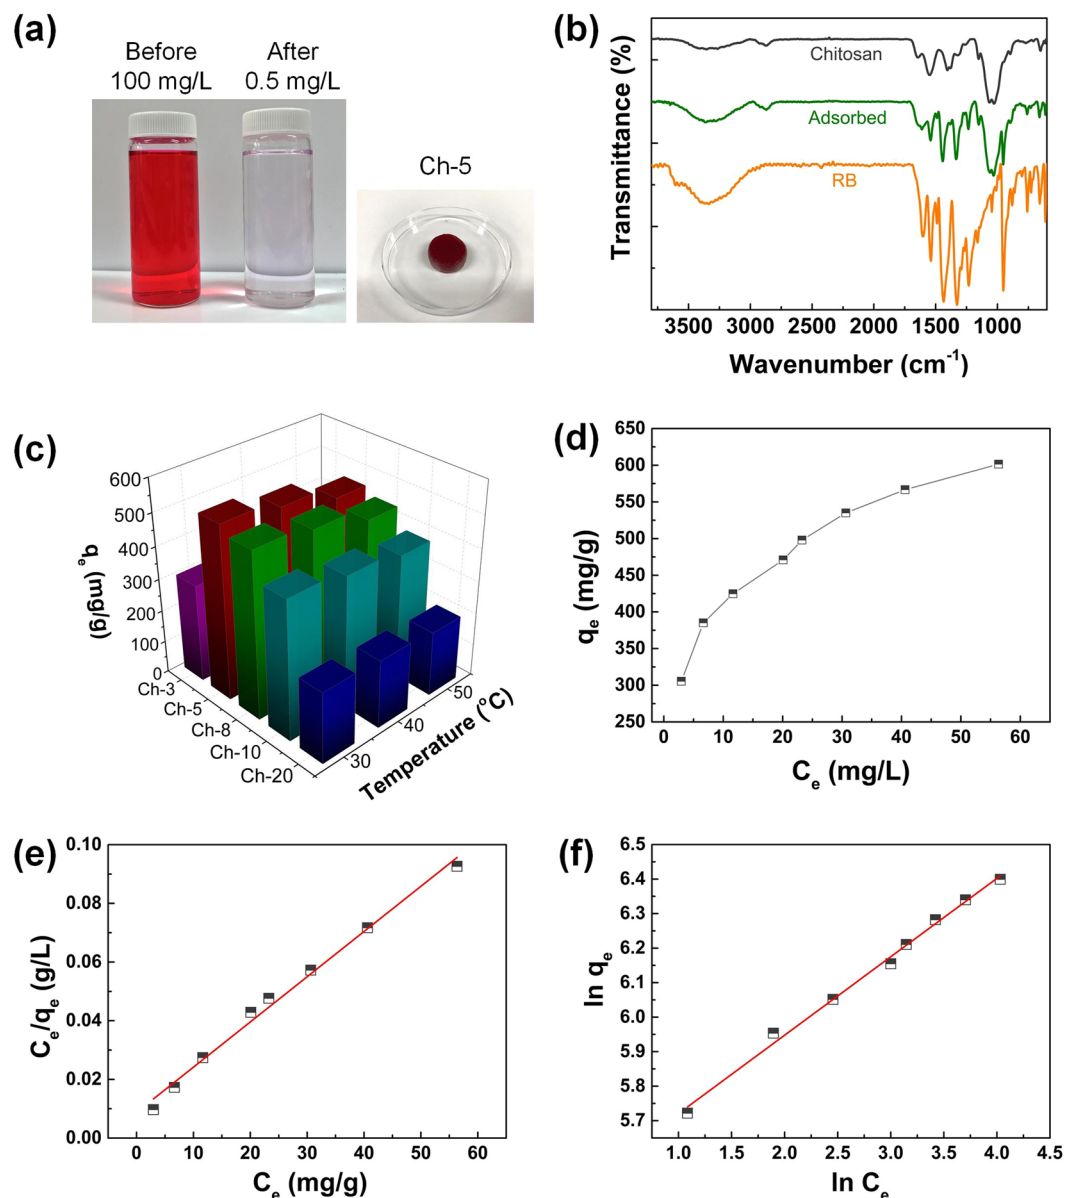 (a)
Before
100 mg/L
After
0.5 mg/L
Ch-5
(b)
Transmittance (%)
Chitosan
Adsorbed
RB
3500 3000 2500 2000 1500 1000
Wavenumber (cm-1)
(c)
600
500
400
300
200
100
0
qe (mg/g)
Ch-3
Ch-5
Ch-8
Ch-10
Ch-20
30
40
50
Temperature (oC)
(d)
650
600
550
500
450
400
350
300
250
qe (mg/g)
0 10 20 30 40 50 60
Ce (mg/L)
(e)
0.10
0.08
0.06
0.04
0.02
0.00
Ce/qe (g/L)
0 10 20 30 40 50 60
Ce (mg/g)
(f)
6.5
6.4
6.3
6.2
6.1
6.0
5.9
5.8
5.7
ln qe
1.0 1.5 2.0 2.5 3.0 3.5 4.0 4.5
ln Ce